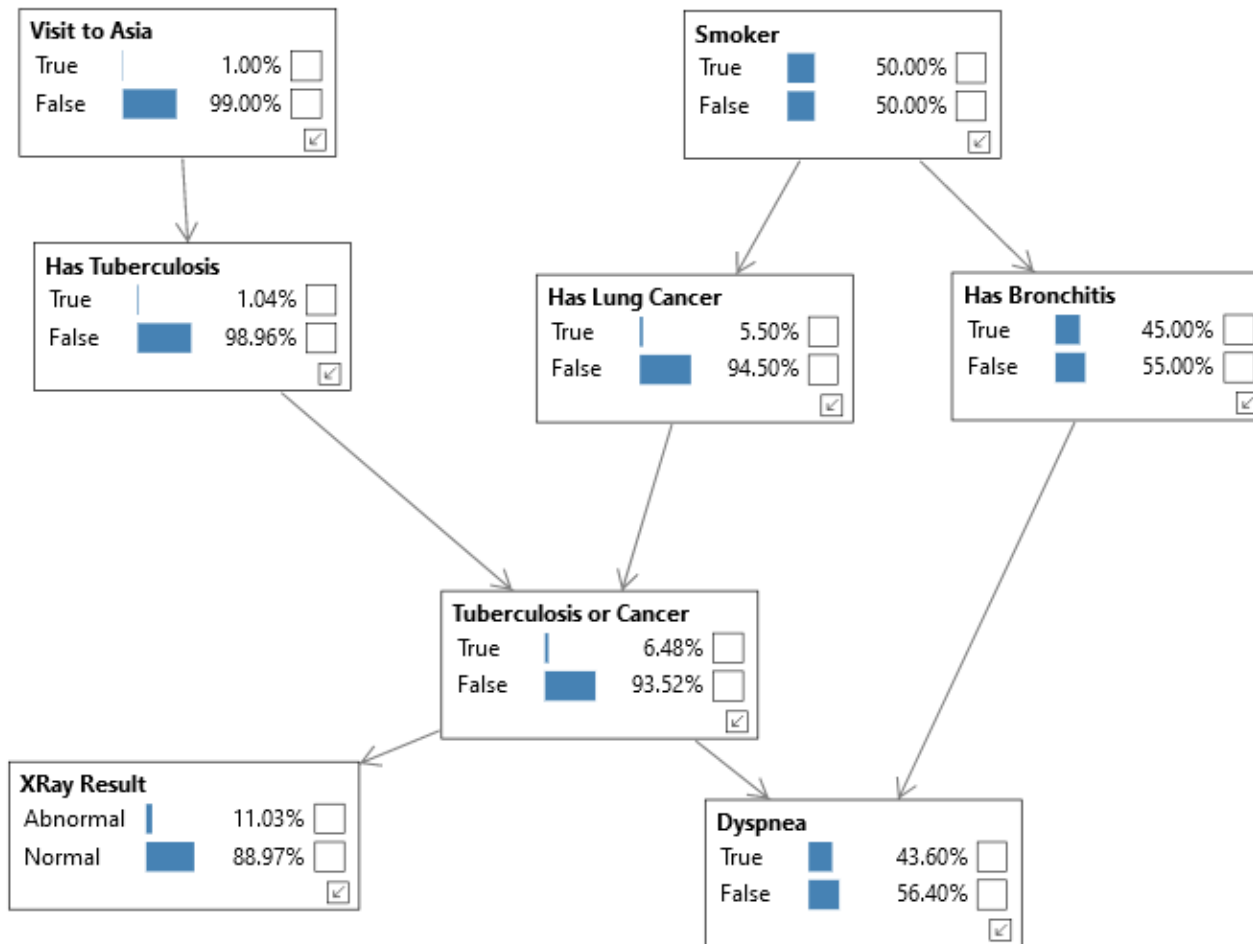 Visit to Asia
True 1.00%
False 99.00%
Smoker
True 50.00%
False 50.00%
Has Tuberculosis
True 1.04%
False 98.96%
Has Lung Cancer
True 5.50%
False 94.50%
Has Bronchitis
True 45.00%
False 55.00%
Tuberculosis or Cancer
True 6.48%
False 93.52%
XRay Result
Abnormal 11.03%
Normal 88.97%
Dyspnea
True 43.60%
False 56.40%